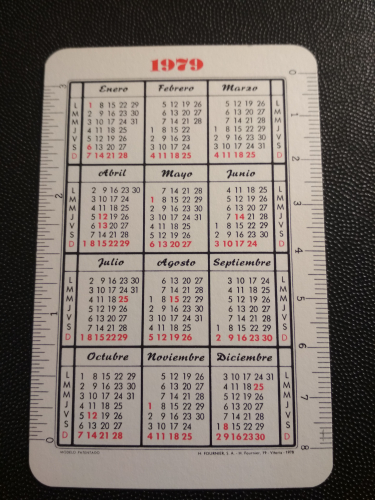 1979
Enero Febrero Marzo
L 1 8 15 22 29 5 12 19 26 5 12 19 26 L
M 2 9 16 23 30 6 13 20 27 6 13 20 27 M
M 3 10 17 24 31 7 14 21 28 7 14 21 28 M
J 4 11 18 25 1 8 15 22 1 8 15 22 29 J
V 5 12 19 26 2 9 16 23 2 9 16 23 30 V
S 6 13 20 27 3 10 17 24 3 10 17 24 31 S
D 7 14 21 28 4 11 18 25 4 11 18 25 D
Abril Mayo Junio
L 2 9 16 23 30 7 14 21 28 4 11 18 25 L
M 3 10 17 24 1 8 15 22 29 5 12 19 26 M
M 4 11 18 25 2 9 16 23 30 6 13 20 27 M
J 5 12 19 26 3 10 17 24 31 7 14 21 28 J
V 6 13 20 27 4 11 18 25 1 8 15 22 29 V
S 7 14 21 28 5 12 19 26 2 9 16 23 30 S
D 1 8 15 22 29 6 13 20 27 3 10 17 24 D
Julio Agosto Septiembre
L 2 9 16 23 30 6 13 20 27 3 10 17 24 L
M 3 10 17 24 31 7 14 21 28 4 11 18 25 M
M 4 11 18 25 1 8 15 22 29 5 12 19 26 M
J 5 12 19 26 2 9 16 23 30 6 13 20 27 J
V 6 13 20 27 3 10 17 24 31 7 14 21 28 V
S 7 14 21 28 4 11 18 25 1 8 15 22 29 S
D 1 8 15 22 29 5 12 19 26 2 9 16 23 30 D
Octubre Noviembre Diciembre
L 1 8 15 22 29 5 12 19 26 3 10 17 24 31 L
M 2 9 16 23 30 6 13 20 27 4 11 18 25 M
M 3 10 17 24 31 7 14 21 28 5 12 19 26 M
J 4 11 18 25 1 8 15 22 29 6 13 20 27 J
V 5 12 19 26 2 9 16 23 30 7 14 21 28 V
S 6 13 20 27 3 10 17 24 1 8 15 22 29 S
D 7 14 21 28 4 11 18 25 2 9 16 23 30 D
MODELO PATENTADO H. FOURNIER, S. A. Vitoria - 1978
3
2
1
0
0
1
2
3
4
5
6
7
8